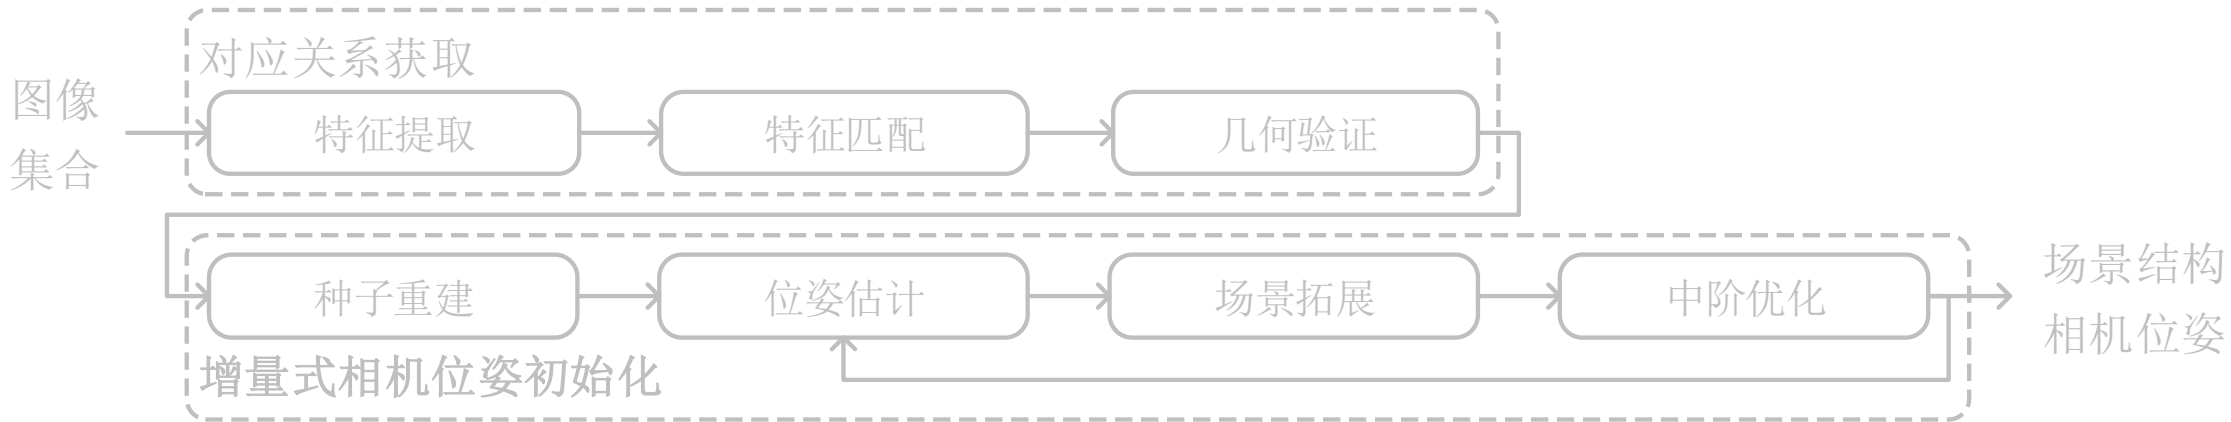 对应关系获取
图像
集合
特征提取
特征匹配
几何验证
种子重建
位姿估计
场景拓展
中阶优化
增量式相机位姿初始化
场景结构
相机位姿